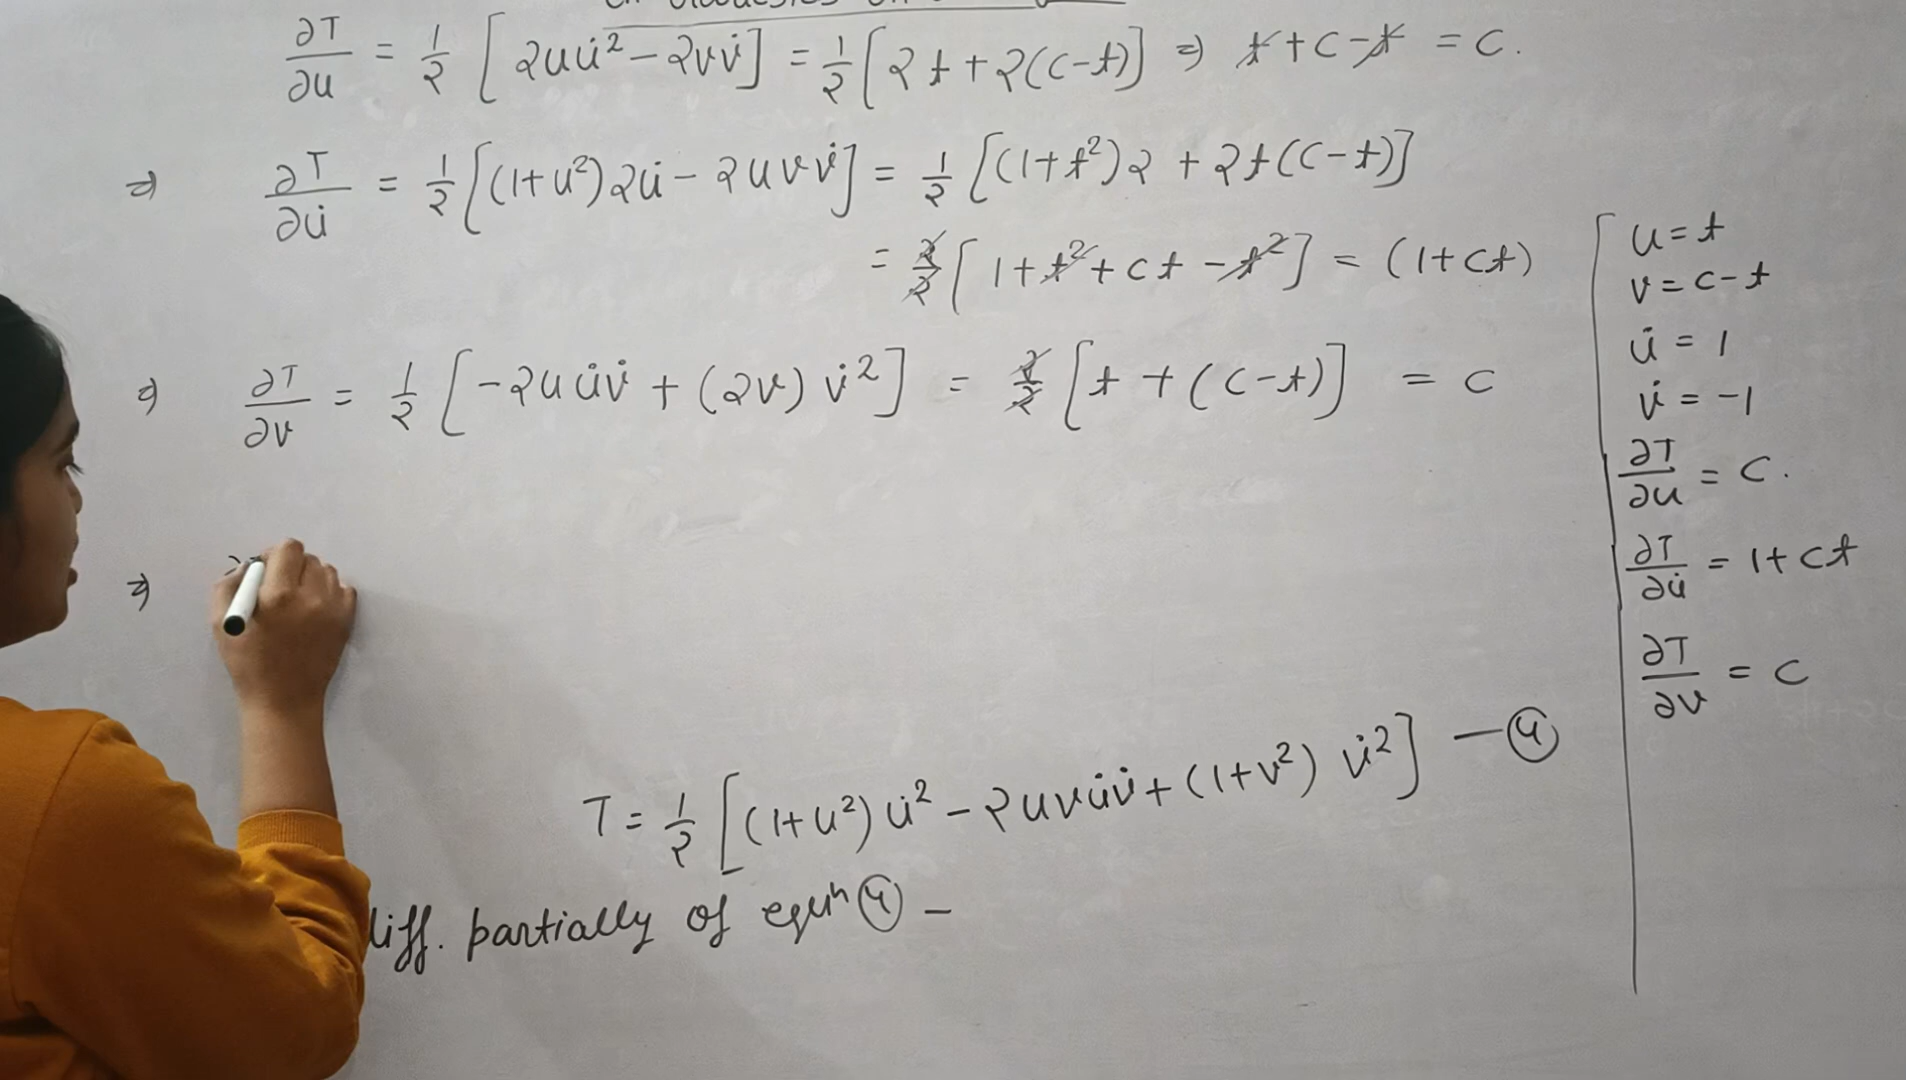 ∂T/∂u = 1/2 [2uu̇² − 2vv̇] = 1/2 [2t + 2(c−t)] ⇒ t + c − t = c.
⇒ ∂T/∂u̇ = 1/2 [(1+u²)2u̇ − 2uvv̇] = 1/2 [(1+t²)2 + 2t(c−t)]
= 2/2 [1 + t² + ct − t²] = (1+ct)
⇒ ∂T/∂v = 1/2 [−2uu̇v̇ + (2v)v̇²] = 2/2 [t + (c−t)] = c
⇒
T = 1/2 [(1+u²)u̇² − 2uvu̇v̇ + (1+v²) v̇²] — ④
diff. partially of equⁿ ④ −
u = t
v = c − t
u̇ = 1
v̇ = −1
∂T/∂u = c.
∂T/∂u̇ = 1 + ct
∂T/∂v = c